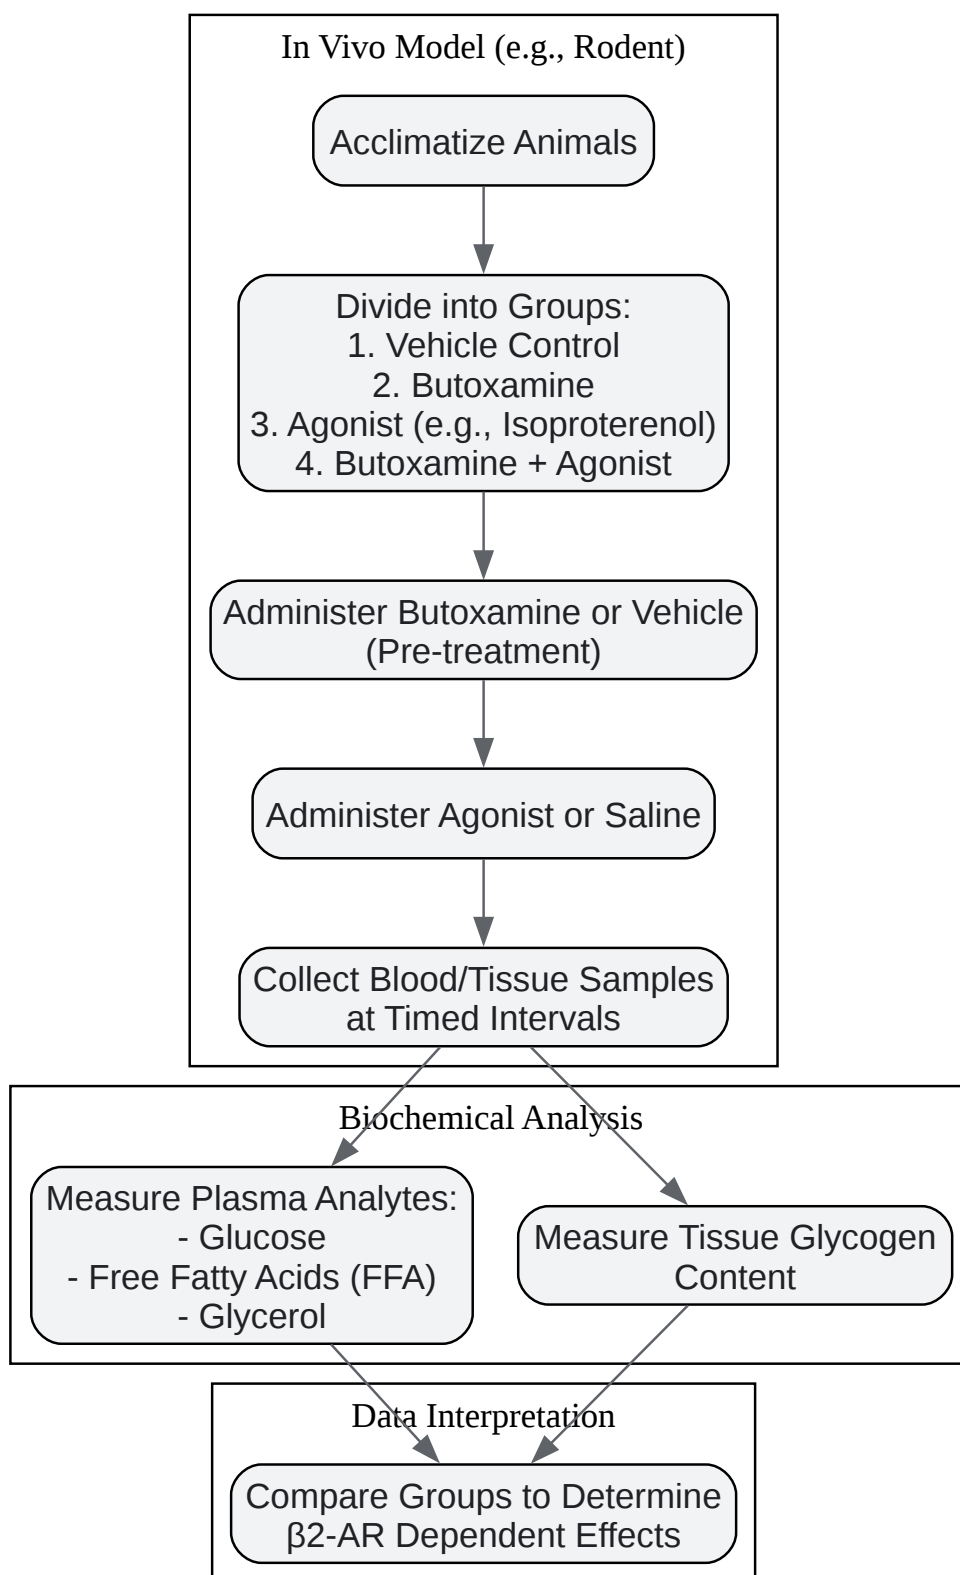 In Vivo Model (e.g., Rodent)
Acclimatize Animals
Divide into Groups:
1. Vehicle Control
2. Butoxamine
3. Agonist (e.g., Isoproterenol)
4. Butoxamine + Agonist
Administer Butoxamine or Vehicle
(Pre-treatment)
Administer Agonist or Saline
Collect Blood/Tissue Samples
at Timed Intervals
Biochemical Analysis
Measure Plasma Analytes:
- Glucose
- Free Fatty Acids (FFA)
- Glycerol
Measure Tissue Glycogen
Content
Data Interpretation
Compare Groups to Determine
β2-AR Dependent Effects